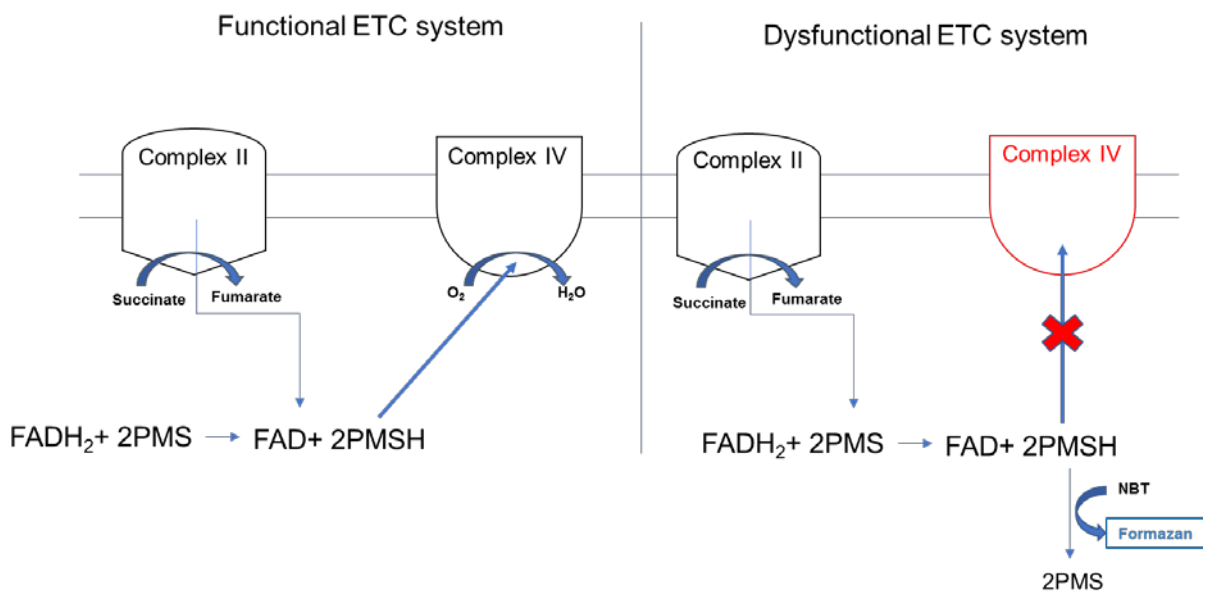 Functional ETC system
Complex II
Complex IV
Succinate
Fumarate
O₂
H₂O
FADH₂+ 2PMS
FAD+ 2PMSH
Dysfunctional ETC system
Complex II
Complex IV
Succinate
Fumarate
FADH₂+ 2PMS
FAD+ 2PMSH
NBT
Formazan
2PMS